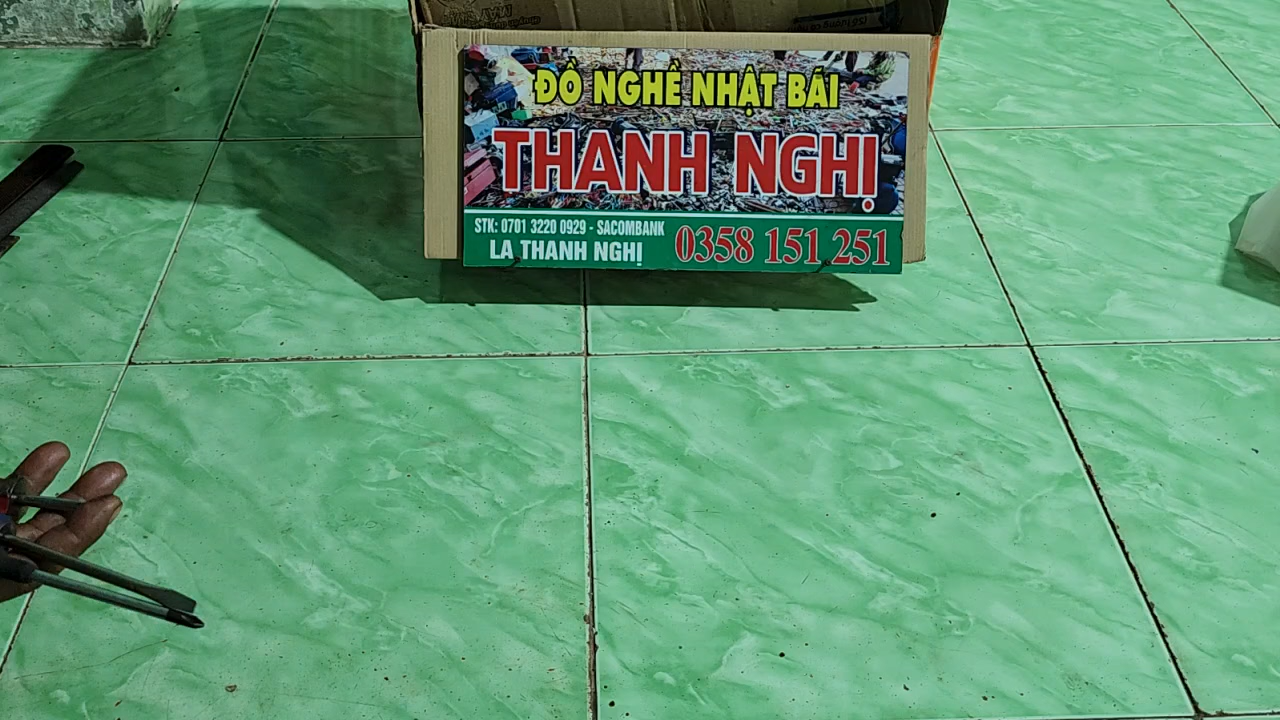 ĐỒ NGHỀ NHẬT BÃI
THANH NGHỊ
STK: 0701 3220 0929 - SACOMBANK
LA THANH NGHỊ
0358 151 251